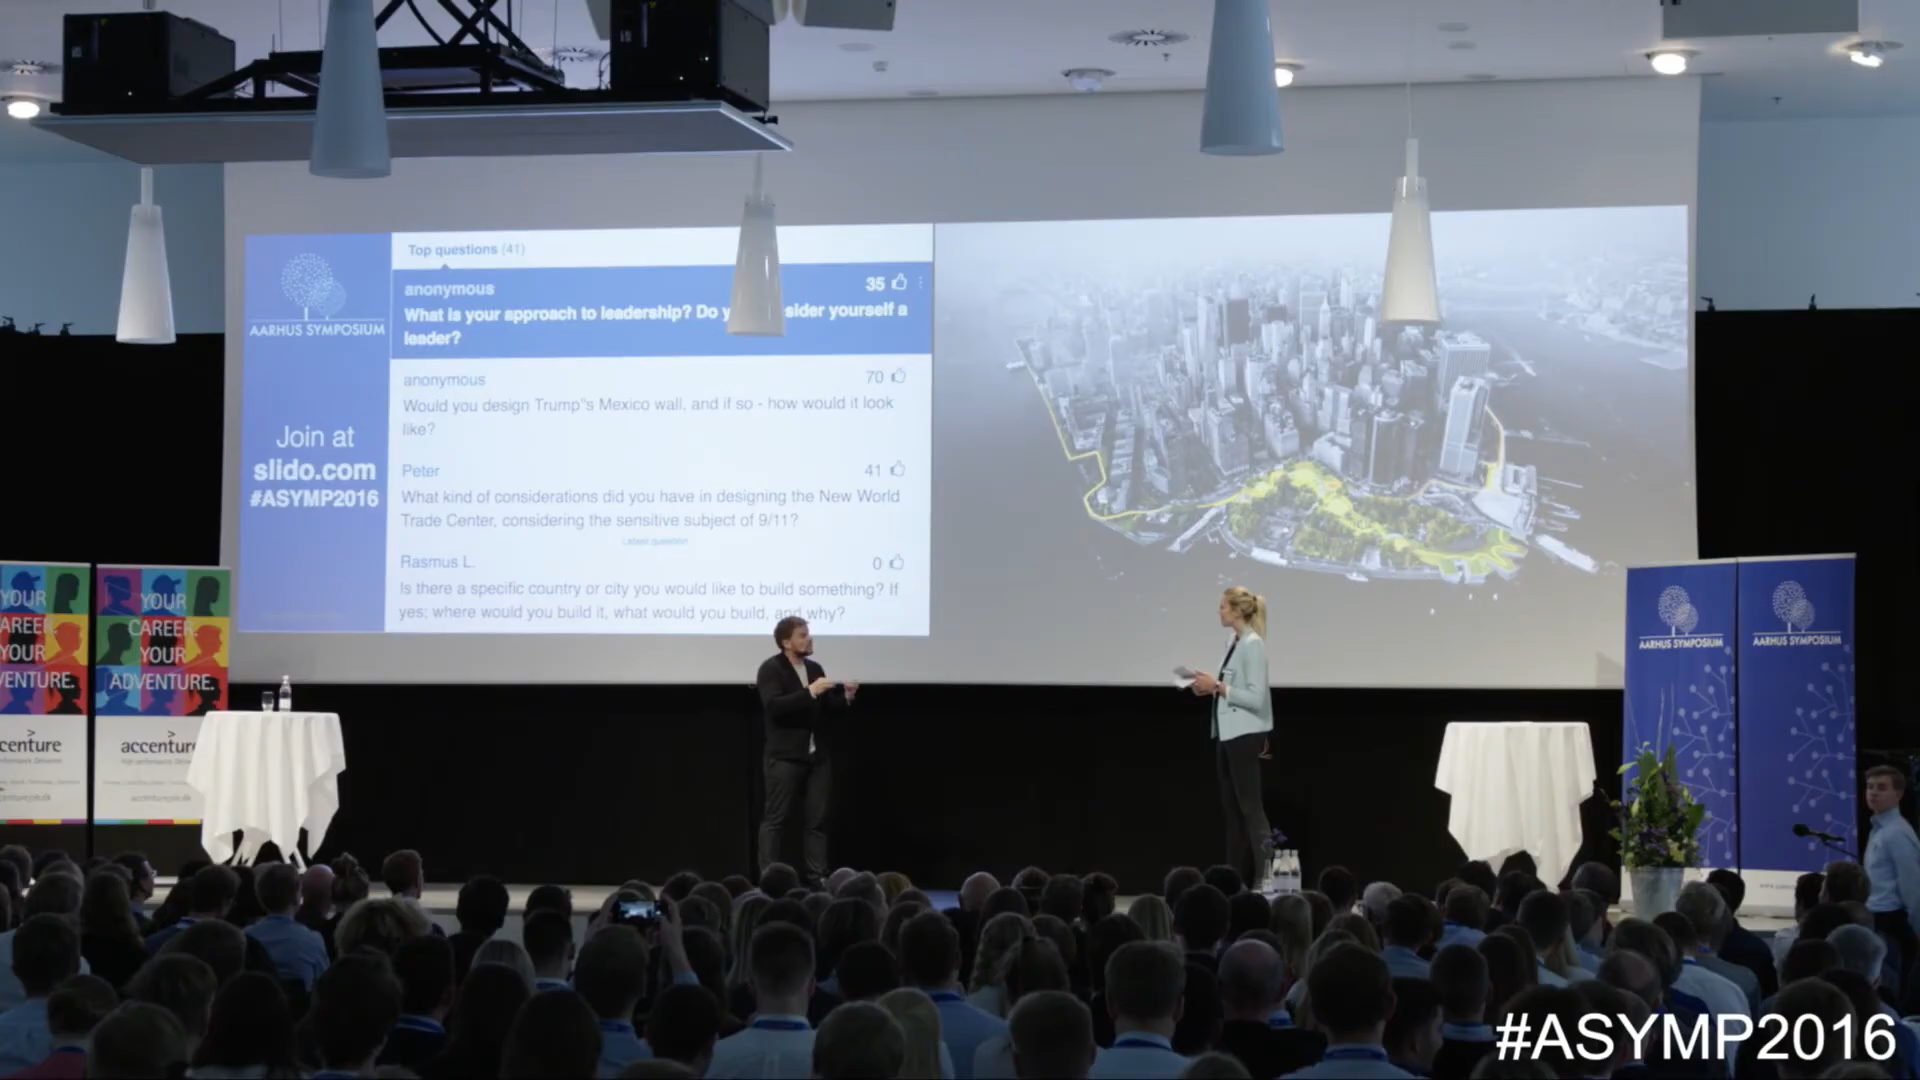 Top questions (41)
anonymous
35
What is your approach to leadership? Do y sider yourself a
leader?
anonymous
70
Would you design Trump"s Mexico wall, and if so - how would it look
like?
Peter
41
What kind of considerations did you have in designing the New World
Trade Center, considering the sensitive subject of 9/11?
Latest question
Rasmus L.
0
Is there a specific country or city you would like to build something? If
yes; where would you build it, what would you build, and why?
AARHUS SYMPOSIUM
Join at
slido.com
#ASYMP2016
YOUR
AREER.
YOUR
VENTURE.
ccenture
YOUR
CAREER.
YOUR
ADVENTURE.
accentur
AARHUS SYMPOSIUM
AARHUS SYMPOSIUM
#ASYMP2016